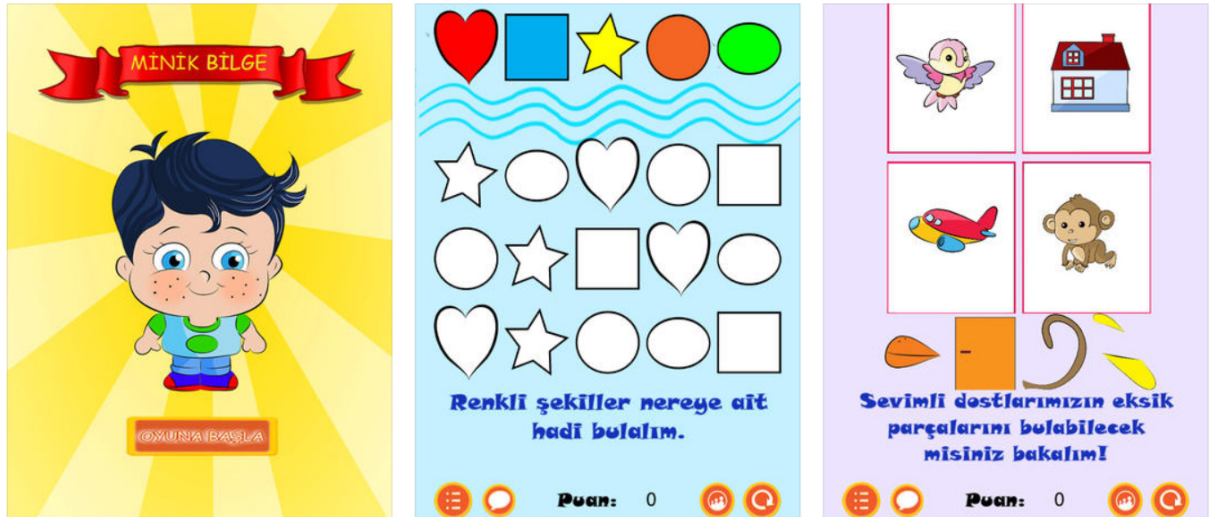 MİNİK BİLGE
OYUNA BAŞLA
Renkli şekiller nereye ait
hadi bulalım.
Puan: 0
Sevimli dostlarımızın eksik
parçalarını bulabilecek
misiniz bakalım!
Puan: 0